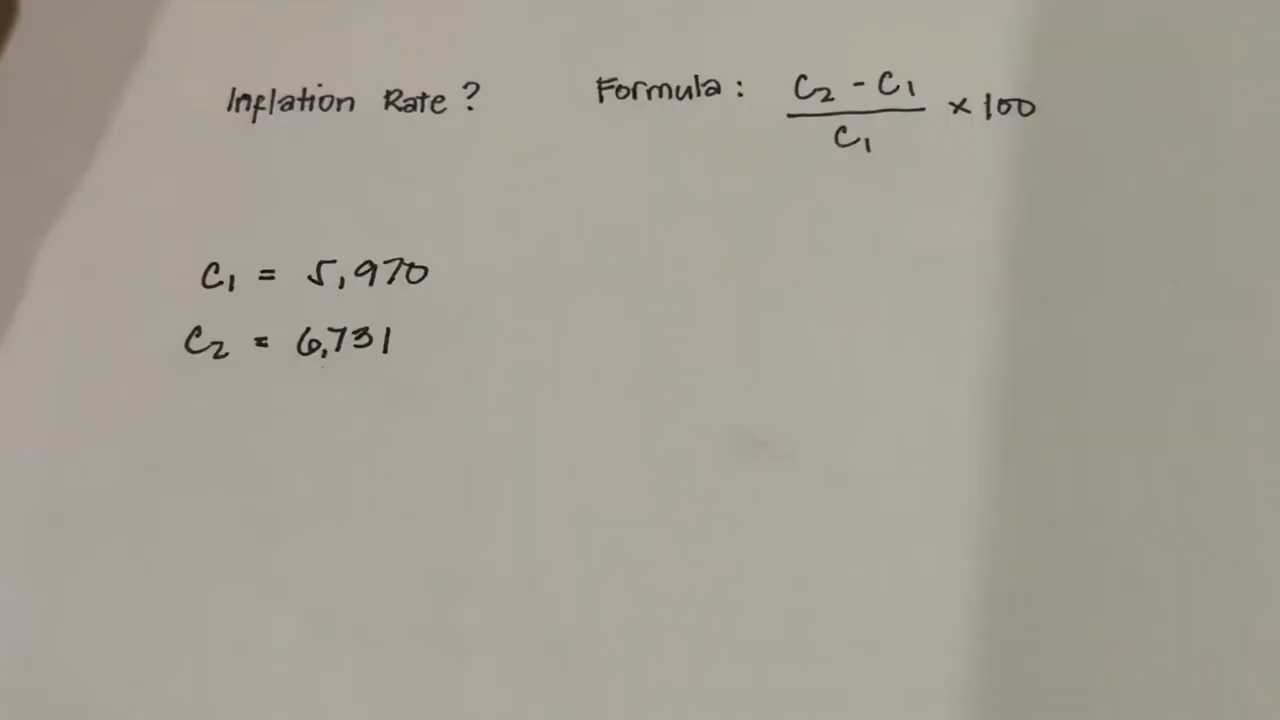 Inflation Rate? Formula: C₂ - C₁ / C₁ × 100
C₁ = 5,970
C₂ = 6,731